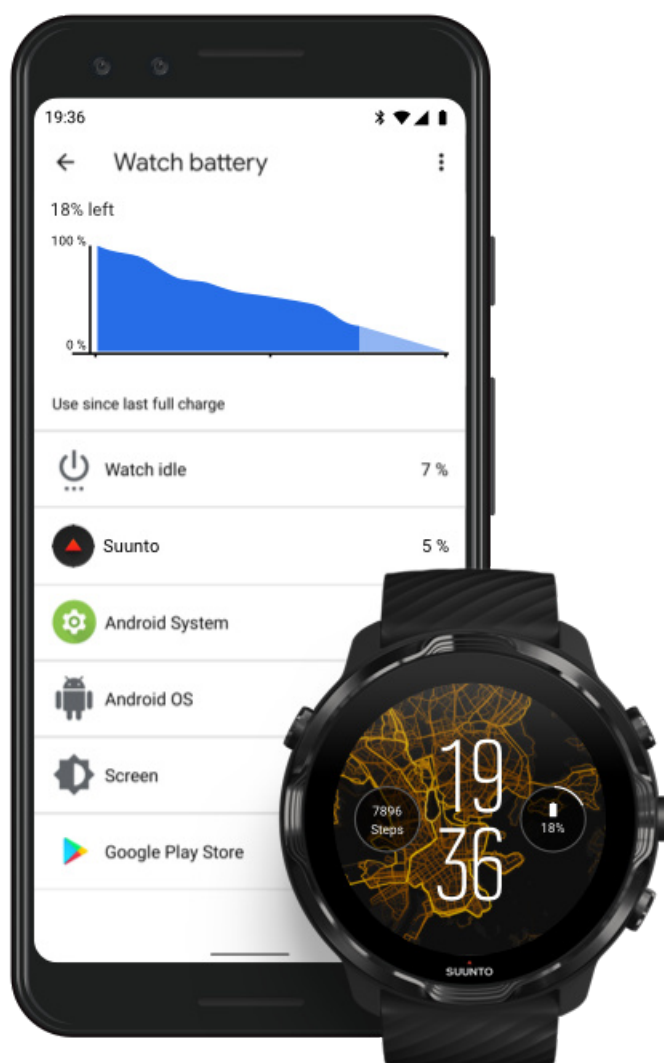 19:36
Watch battery
18% left
100 %
0 %
Use since last full charge
Watch idle 7 %
Suunto 5 %
Android System
Android OS
Screen
Google Play Store
19
36
7896
Steps
18%
SUUNTO